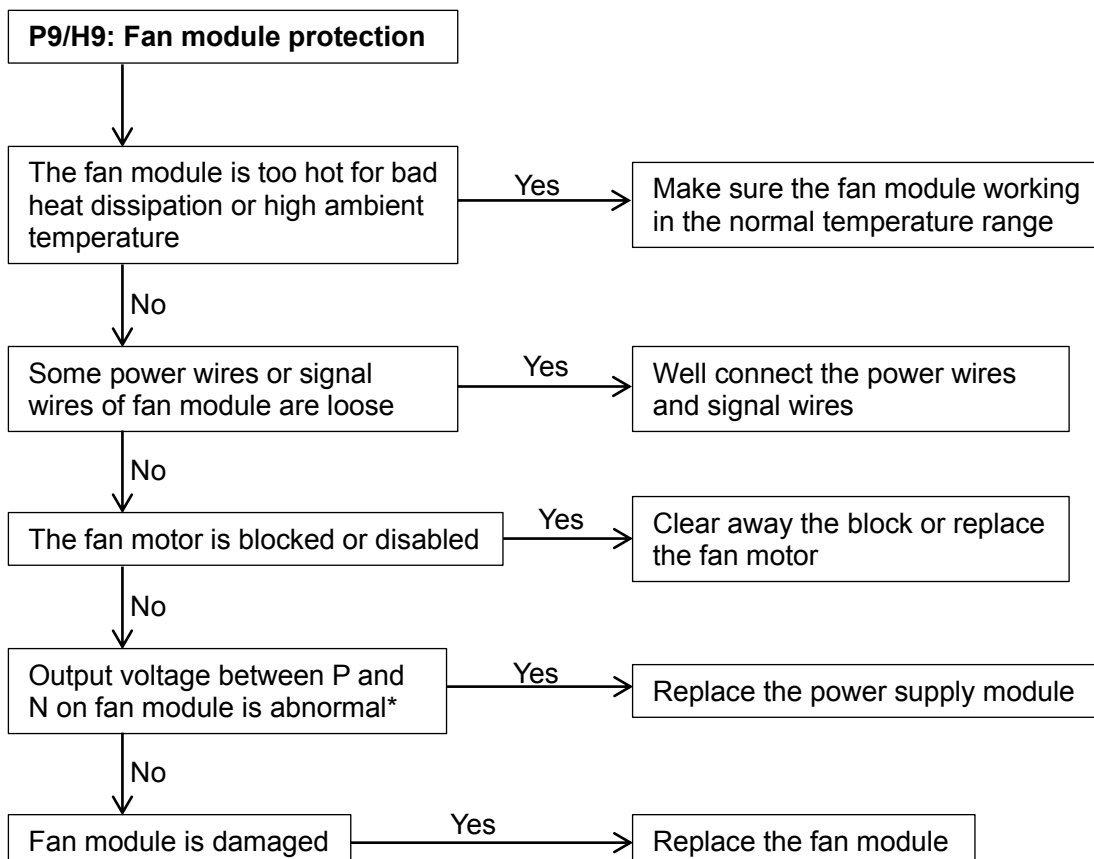 P9/H9: Fan module protection
The fan module is too hot for bad
heat dissipation or high ambient
temperature
Yes
Make sure the fan module working
in the normal temperature range
No
Some power wires or signal
wires of fan module are loose
Yes
Well connect the power wires
and signal wires
No
The fan motor is blocked or disabled
Yes
Clear away the block or replace
the fan motor
No
Output voltage between P and
N on fan module is abnormal*
Yes
Replace the power supply module
No
Fan module is damaged
Yes
Replace the fan module